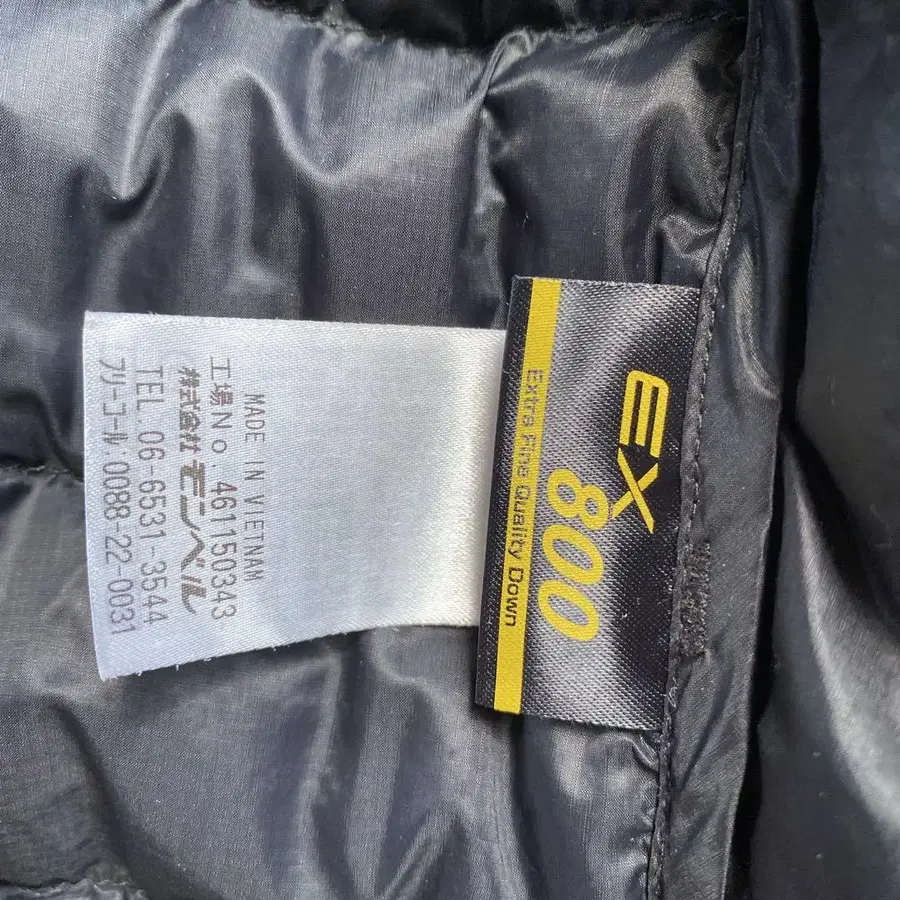 MADE IN VIETNAM
工場No. 461150343
株式会社 モンベル
TEL. 06-6531-3544
フリーコール. 0088-22-0031
EX
800
Extra Fine Quality Down